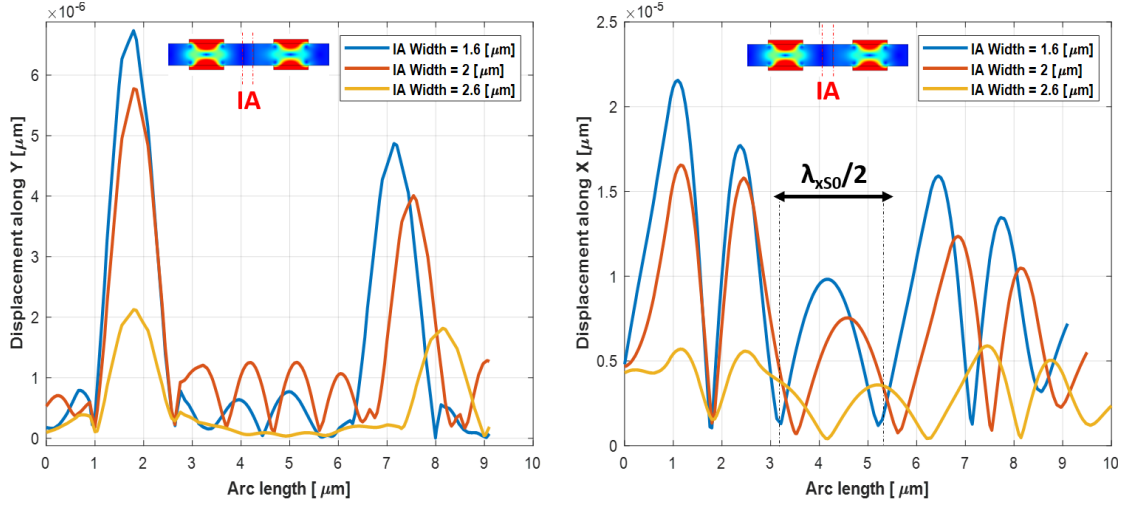 ×10⁻⁶
6
5
4
3
2
1
0
0 1 2 3 4 5 6 7 8 9 10
Displacement along Y [μm]
Arc length [ μm]
IA
IA Width = 1.6 [μm]
IA Width = 2 [μm]
IA Width = 2.6 [μm]
×10⁻⁵
2.5
2
1.5
1
0.5
0
0 1 2 3 4 5 6 7 8 9 10
Displacement along X [μm]
Arc length [ μm]
IA
IA Width = 1.6 [μm]
IA Width = 2 [μm]
IA Width = 2.6 [μm]
λxS0/2